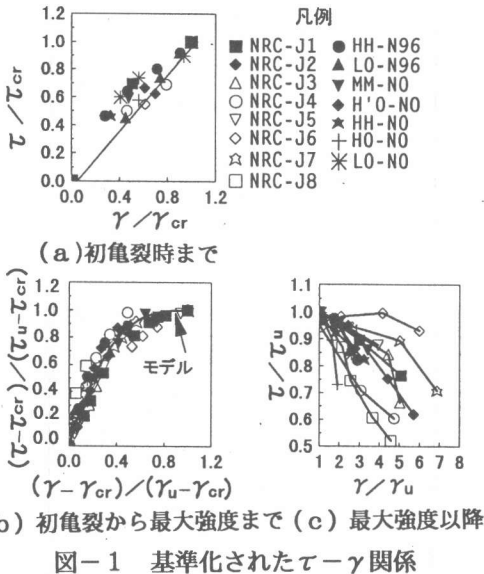 凡例
■ NRC-J1 ● HH-N96
◆ NRC-J2 ▲ LO-N96
△ NRC-J3 ▼ MM-NO
○ NRC-J4 ◆ H'O-NO
▽ NRC-J5 ★ HH-NO
◇ NRC-J6 + HO-NO
☆ NRC-J7 ✳ LO-NO
□ NRC-J8
τ/τcr
1.2
1.0
0.8
0.6
0.4
0.2
0.0
0.0 0.4 0.8 1.2
γ/γcr
(a)初亀裂時まで
(τ-τcr)/(τu-τcr)
1.2
1.0
0.8
0.6
0.4
0.2
0.0
モデル
0.0 0.4 0.8 1.2
(γ-γcr)/(γu-γcr)
τ/τu
1.1
1.0
0.9
0.8
0.7
0.6
0.5
1 2 3 4 5 6 7 8
γ/γu
) 初亀裂から最大強度まで (c) 最大強度以降
図-1 基準化されたτ-γ関係